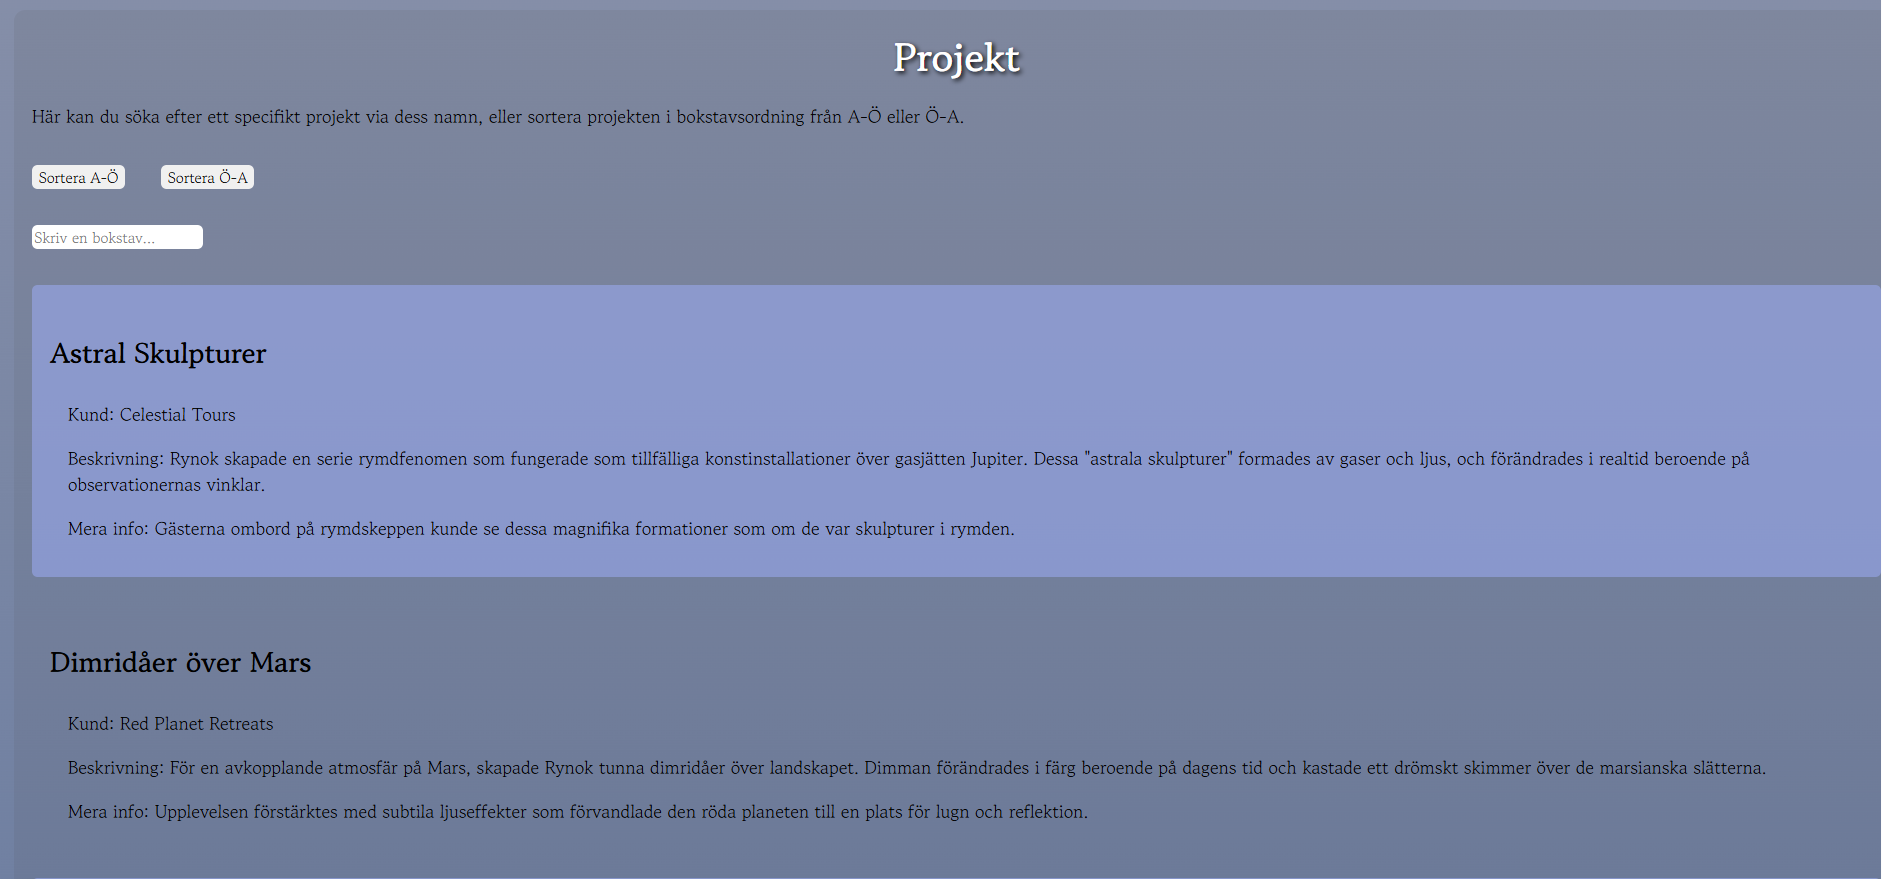 Projekt
Här kan du söka efter ett specifikt projekt via dess namn, eller sortera projekten i bokstavsordning från A-Ö eller Ö-A.
Sortera A-Ö Sortera Ö-A
Skriv en bokstav...
Astral Skulpturer
Kund: Celestial Tours
Beskrivning: Rynok skapade en serie rymdfenomen som fungerade som tillfälliga konstinstallationer över gasjätten Jupiter. Dessa "astrala skulpturer" formades av gaser och ljus, och förändrades i realtid beroende på
observationernas vinklar.
Mera info: Gästerna ombord på rymdskeppen kunde se dessa magnifika formationer som om de var skulpturer i rymden.
Dimridåer över Mars
Kund: Red Planet Retreats
Beskrivning: För en avkopplande atmosfär på Mars, skapade Rynok tunna dimridåer över landskapet. Dimman förändrades i färg beroende på dagens tid och kastade ett drömskt skimmer över de marsianska slätterna.
Mera info: Upplevelsen förstärktes med subtila ljuseffekter som förvandlade den röda planeten till en plats för lugn och reflektion.